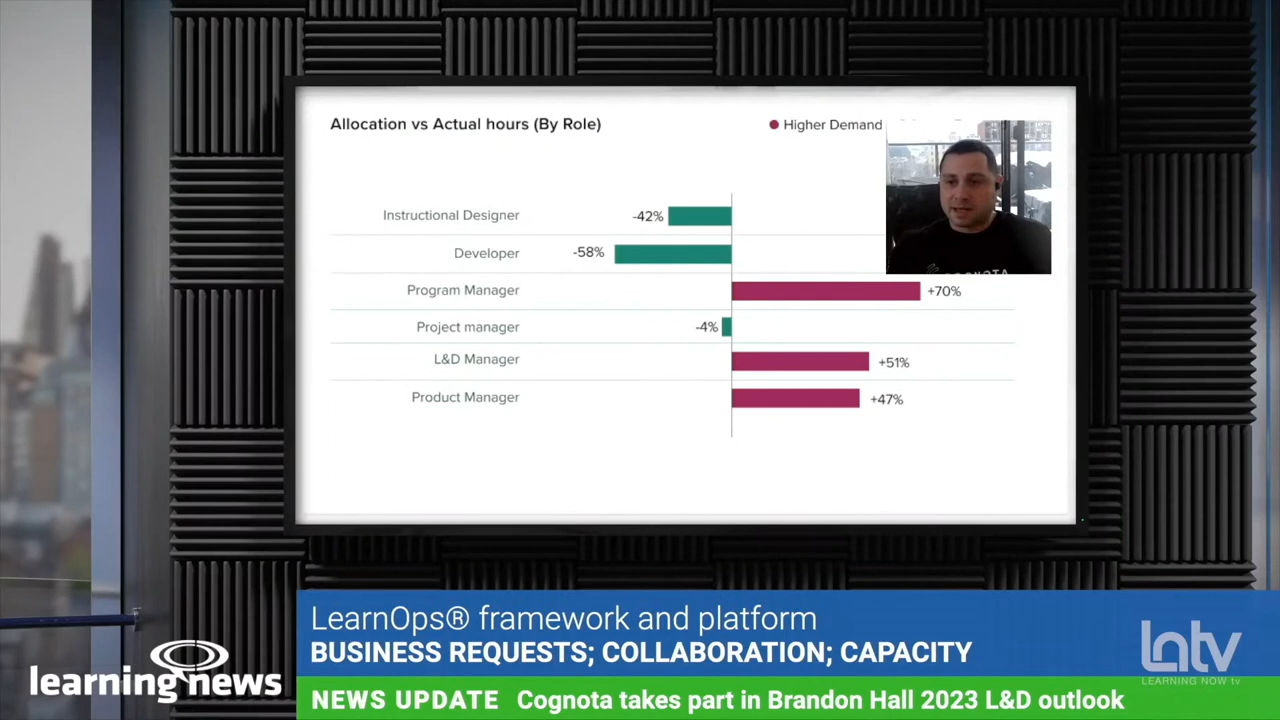 Allocation vs Actual hours (By Role)
Higher Demand
Instructional Designer
-42%
Developer
-58%
Program Manager
+70%
Project manager
-4%
L&D Manager
+51%
Product Manager
+47%
LearnOps® framework and platform
BUSINESS REQUESTS; COLLABORATION; CAPACITY
learning news
lntv
LEARNING NOW tv
NEWS UPDATE Cognota takes part in Brandon Hall 2023 L&D outlook